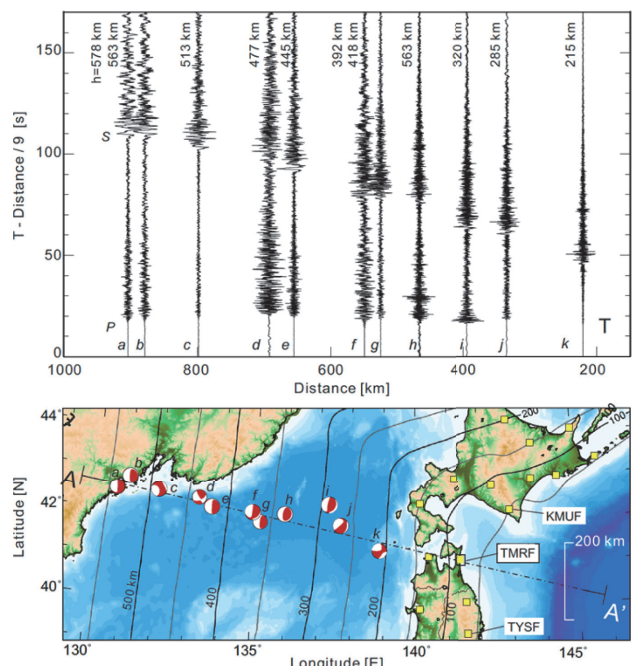 h=578 km
563 km
513 km
477 km
445 km
392 km
418 km
563 km
320 km
285 km
215 km
150
100
50
0
T - Distance / 9 [s]
S
P
a b c d e f g h i j k T
1000 800 600 400 200
Distance [km]
44°
42°
40°
Latitude [N]
A
a b c d e f g h i j k
500 km
400
300
200
100
200
100
KMUF
TMRF
TYSF
200 km
A'
130° 135° 140° 145°
Longitude [E]